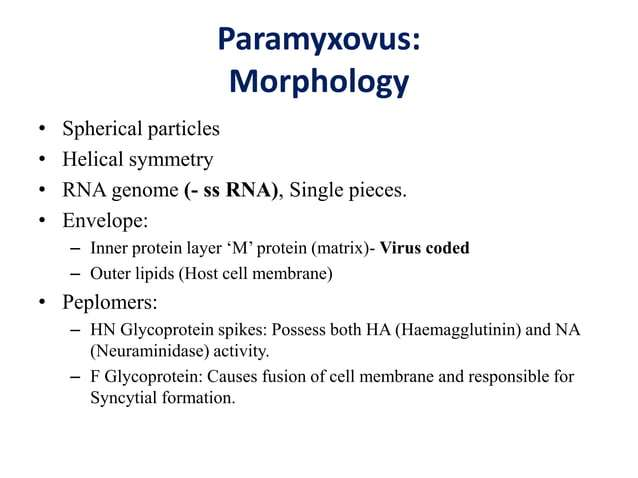 Paramyxovus:
Morphology
• Spherical particles
• Helical symmetry
• RNA genome (- ss RNA), Single pieces.
• Envelope:
– Inner protein layer ‘M’ protein (matrix)- Virus coded
– Outer lipids (Host cell membrane)
• Peplomers:
– HN Glycoprotein spikes: Possess both HA (Haemagglutinin) and NA
(Neuraminidase) activity.
– F Glycoprotein: Causes fusion of cell membrane and responsible for
Syncytial formation.